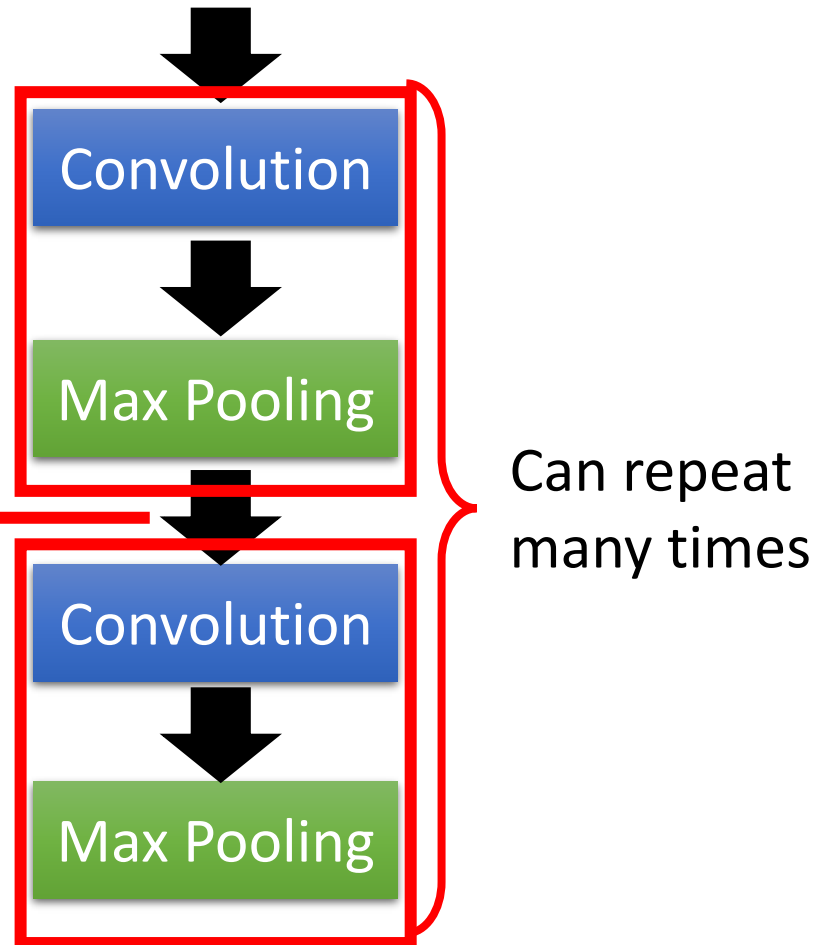 Convolution
Max Pooling
Can repeat
many times
Convolution
Max Pooling